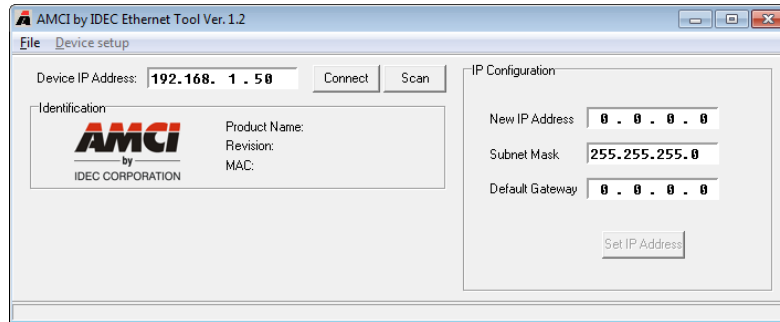 AMCI by IDEC Ethernet Tool Ver. 1.2
File Device setup
Device IP Address: 192.168. 1 .50 Connect Scan
Identification
AMCI
by
IDEC CORPORATION
Product Name:
Revision:
MAC:
IP Configuration
New IP Address 0 . 0 . 0 . 0
Subnet Mask 255.255.255.0
Default Gateway 0 . 0 . 0 . 0
Set IP Address